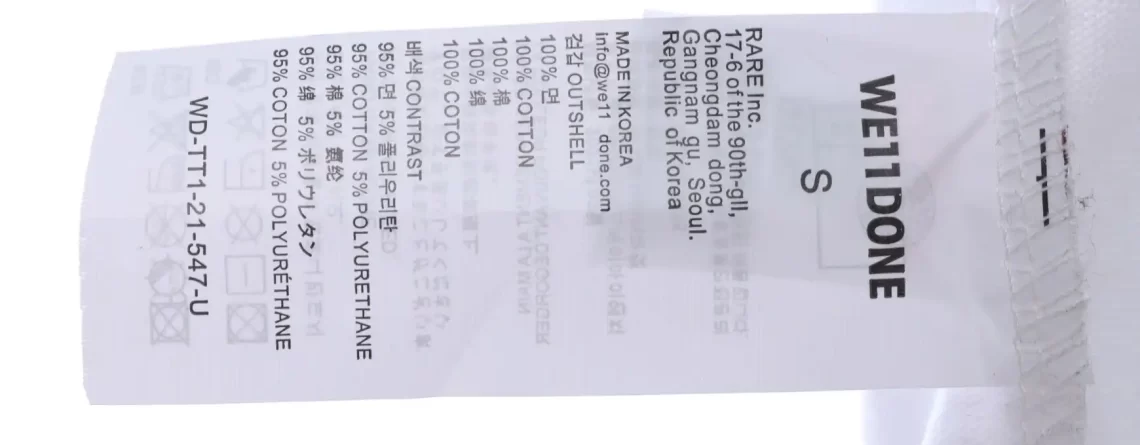 WE11DONE
S
RARE Inc.
17-6 of the 90th-gil,
Cheongdam dong,
Gangnam gu, Seoul.
Republic of Korea
MADE IN KOREA
info@we11 done.com
겉감 OUTSHELL
100% 면
100% COTTON
100% 棉
100% 绵
100% COTON
배색 CONTRAST
95% 면 5% 폴리우리탄
95% COTTON 5% POLYURETHANE
95% 棉 5% 氨纶
95% 绵 5% ポリウレタン
95% COTON 5% POLYURÉTHANE
WD-TT1-21-547-U